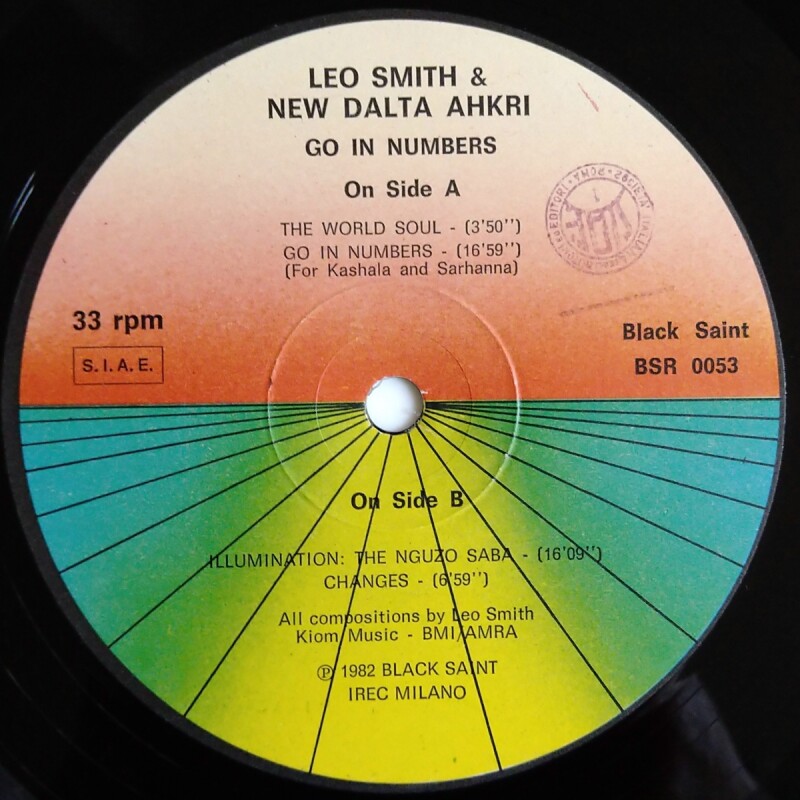 LEO SMITH &
NEW DALTA AHKRI
GO IN NUMBERS
On Side A
THE WORLD SOUL - (3'50'')
GO IN NUMBERS - (16'59'')
(For Kashala and Sarhanna)
33 rpm
S.I.A.E.
Black Saint
BSR 0053
On Side B
ILLUMINATION: THE NGUZO SABA - (16'09'')
CHANGES - (6'59'')
All compositions by Leo Smith
Kiom Music - BMI/AMRA
℗ 1982 BLACK SAINT
IREC MILANO